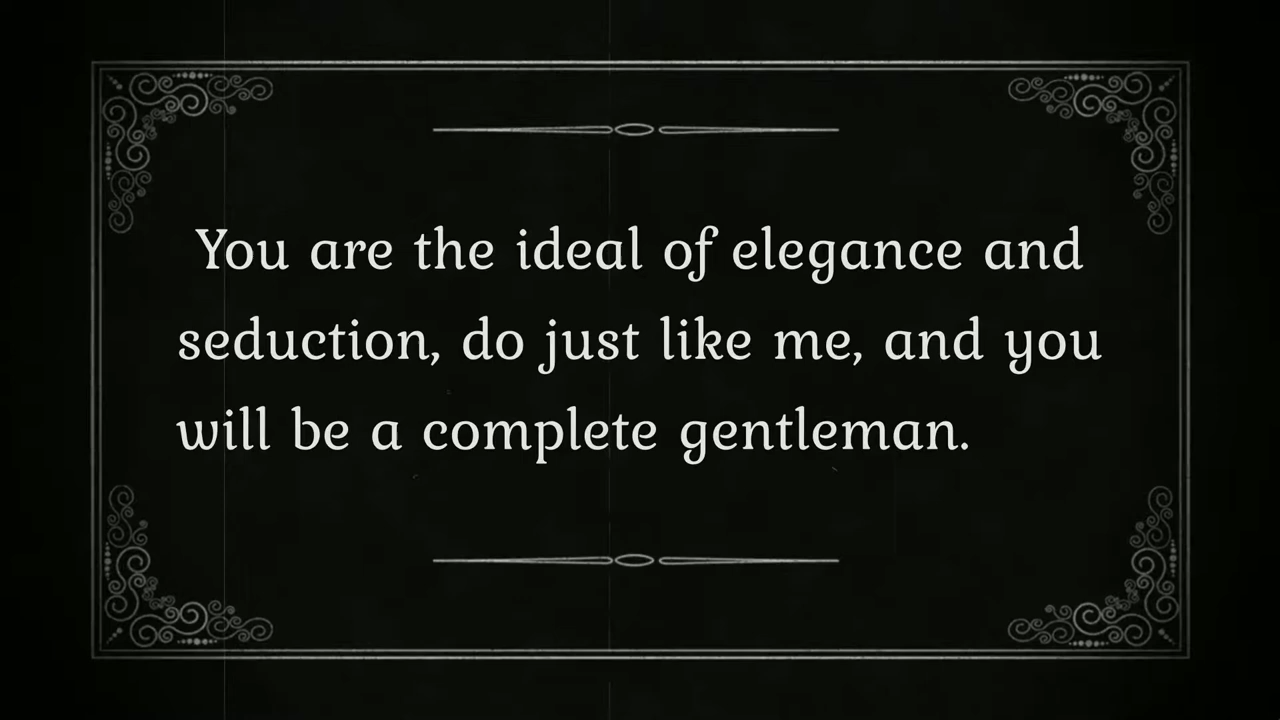 You are the ideal of elegance and
seduction, do just like me, and you
will be a complete gentleman.